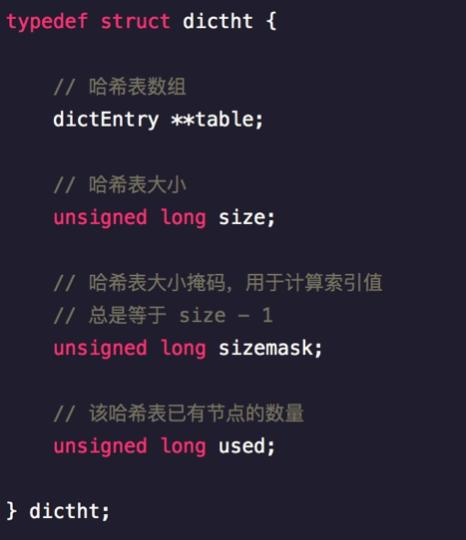 typedef struct dictht {
// 哈希表数组
dictEntry **table;
// 哈希表大小
unsigned long size;
// 哈希表大小掩码，用于计算索引值
// 总是等于 size - 1
unsigned long sizemask;
// 该哈希表已有节点的数量
unsigned long used;
} dictht;